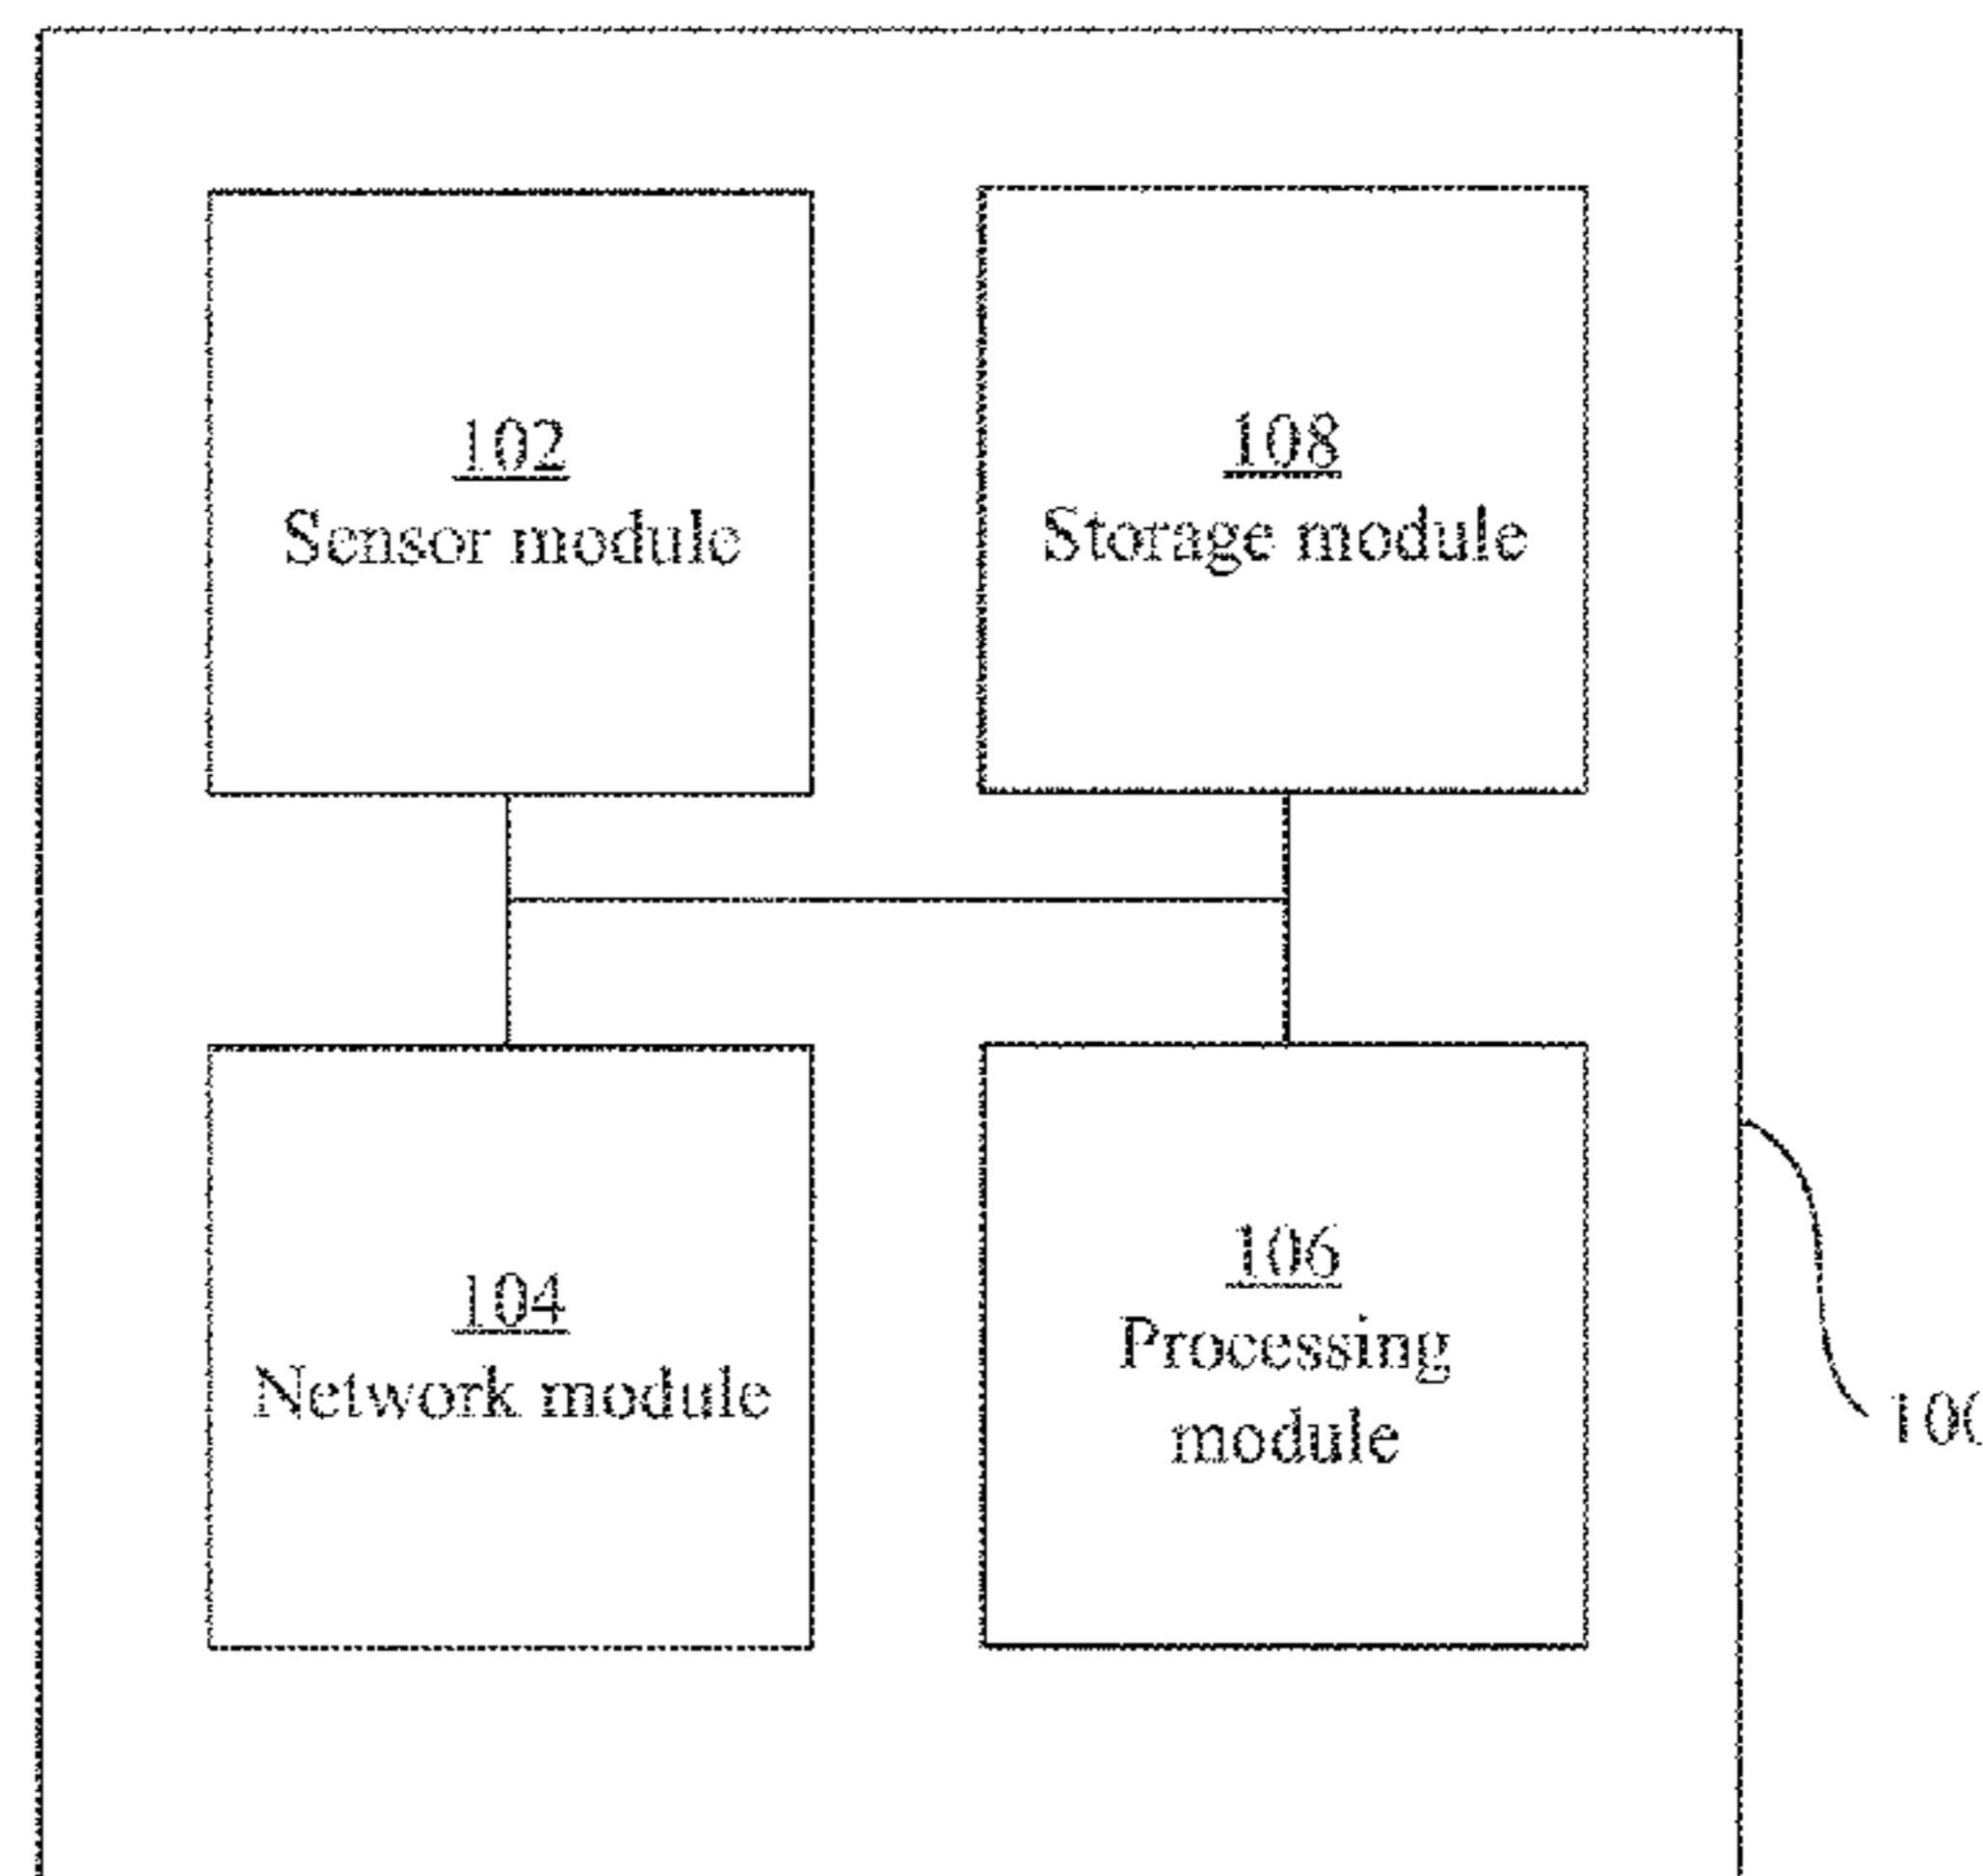 102
Sensor module
108
Storage module
104
Network module
106
Processing
module